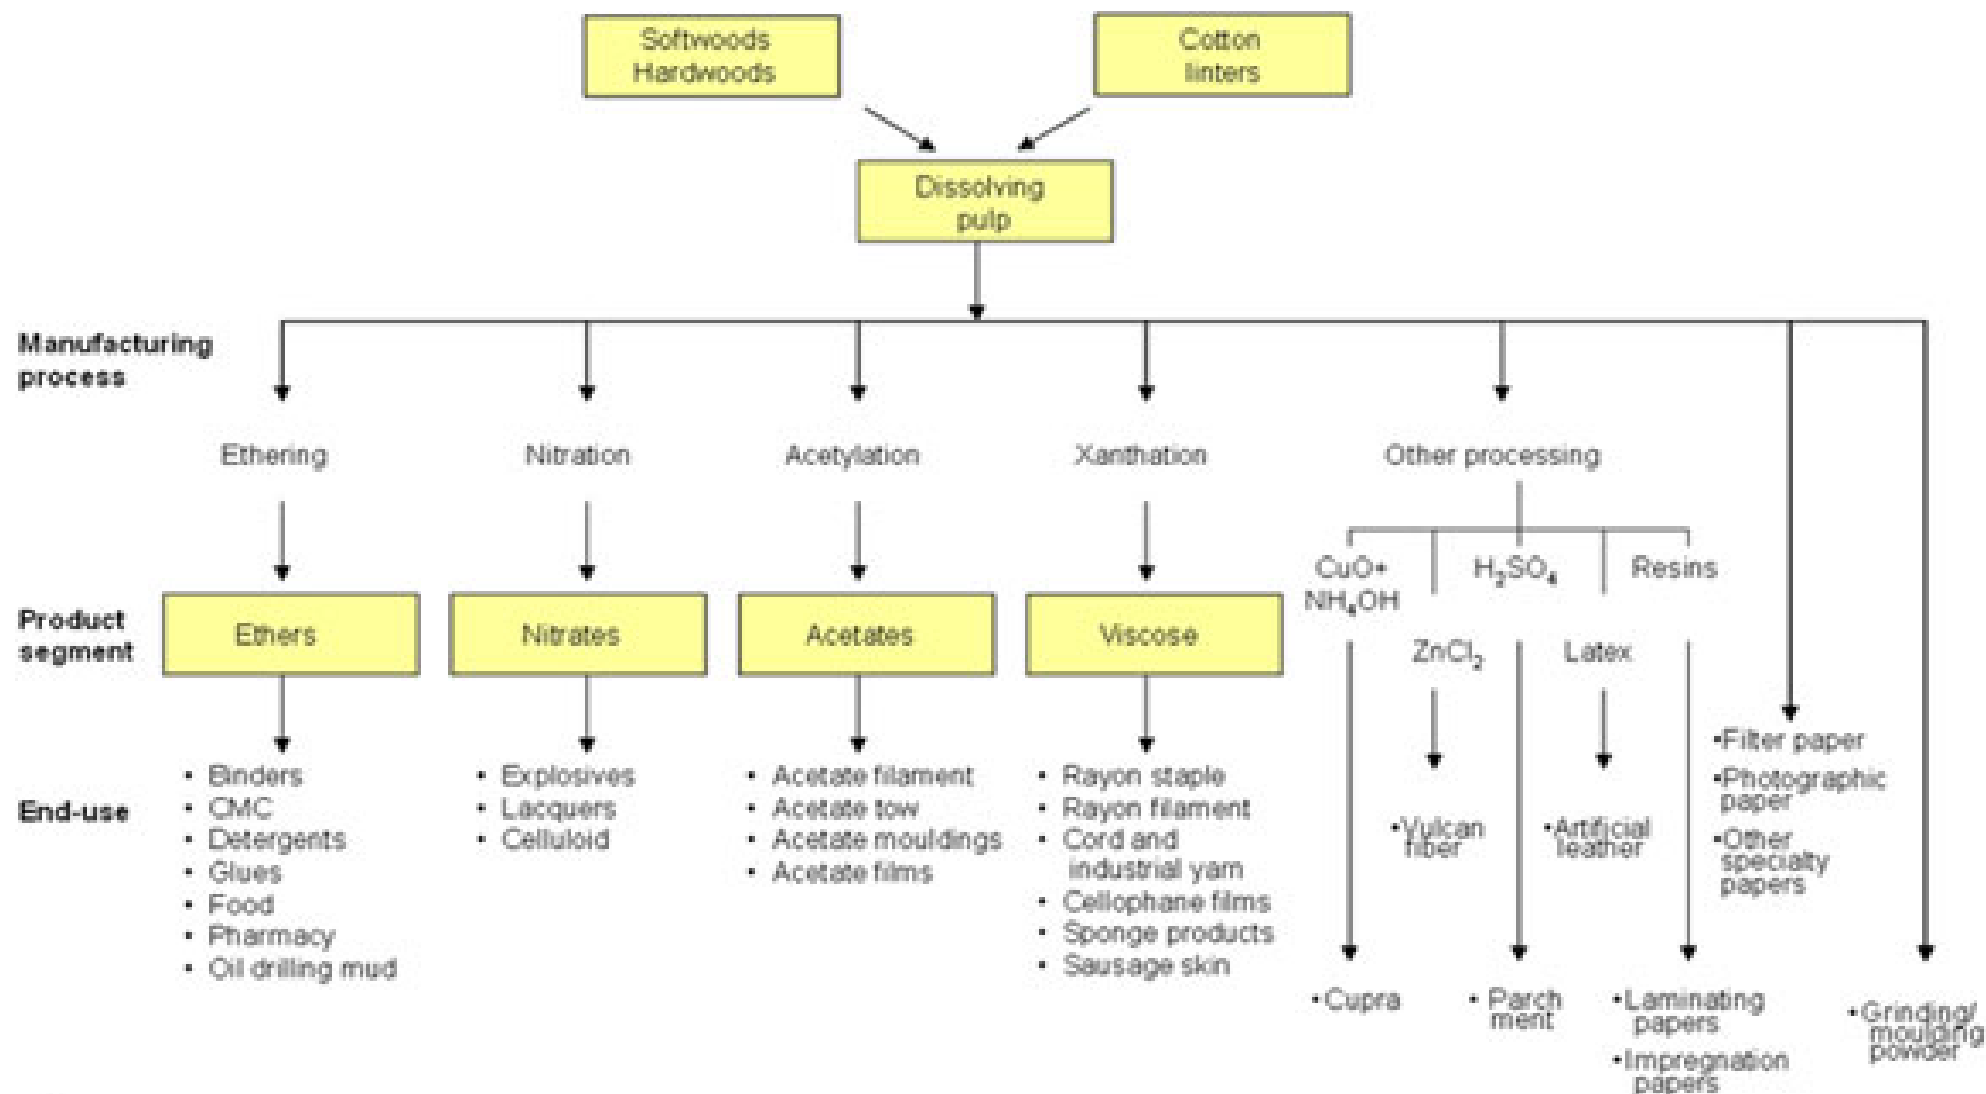 Softwoods
Hardwoods
Cotton
linters
Dissolving
pulp
Manufacturing
process
Ethering
Nitration
Acetylation
Xanthation
Other processing
CuO+
NH₄OH
H₂SO₄
Resins
ZnCl₂
Latex
Product
segment
Ethers
Nitrates
Acetates
Viscose
End-use
• Binders
• CMC
• Detergents
• Glues
• Food
• Pharmacy
• Oil drilling mud
• Explosives
• Lacquers
• Celluloid
• Acetate filament
• Acetate tow
• Acetate mouldings
• Acetate films
• Rayon staple
• Rayon filament
• Cord and
industrial yarn
• Cellophane films
• Sponge products
• Sausage skin
•Vulcan
fiber
•Artificial
leather
•Filter paper
•Photographic
paper
•Other
specialty
papers
•Cupra
• Parch
ment
•Laminating
papers
•Impregnation
papers
•Grinding/
moulding
powder